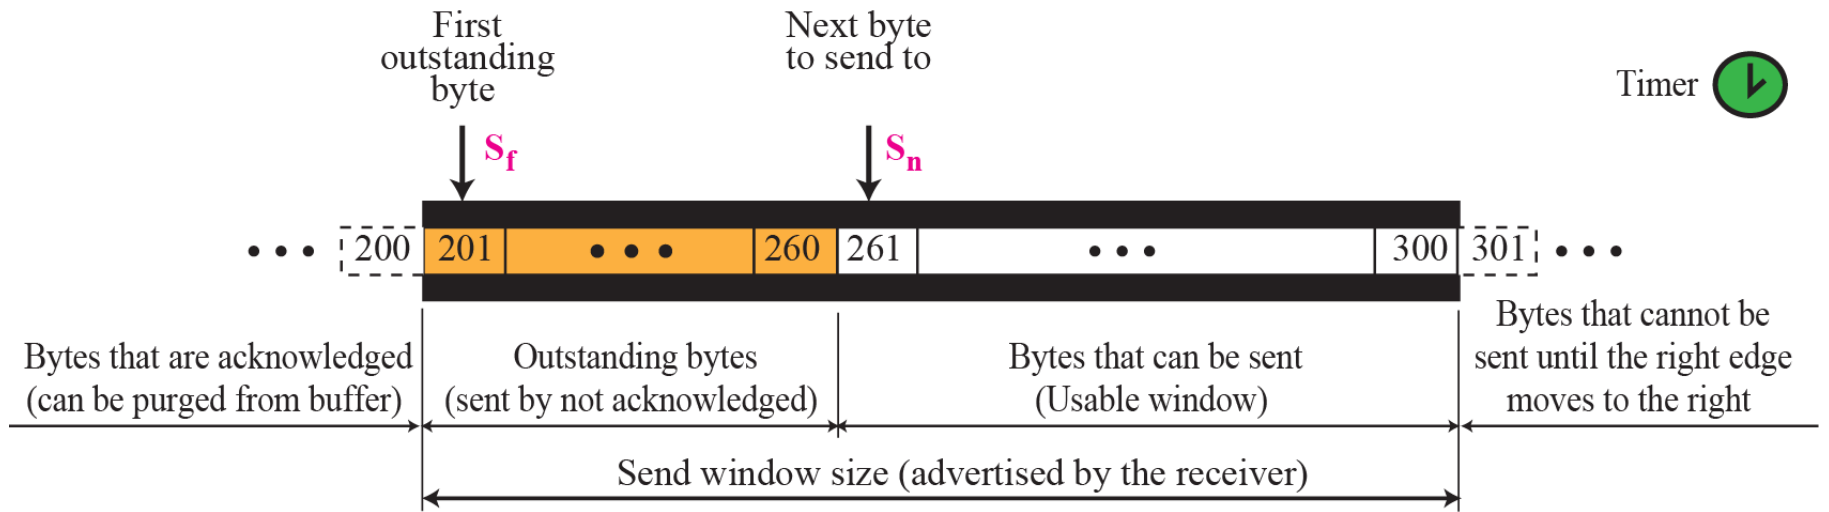 First
outstanding
byte
Next byte
to send to
Timer
Sf
Sn
••• 200 201 ••• 260 261 ••• 300 301 •••
Bytes that are acknowledged
(can be purged from buffer)
Outstanding bytes
(sent by not acknowledged)
Bytes that can be sent
(Usable window)
Bytes that cannot be
sent until the right edge
moves to the right
Send window size (advertised by the receiver)